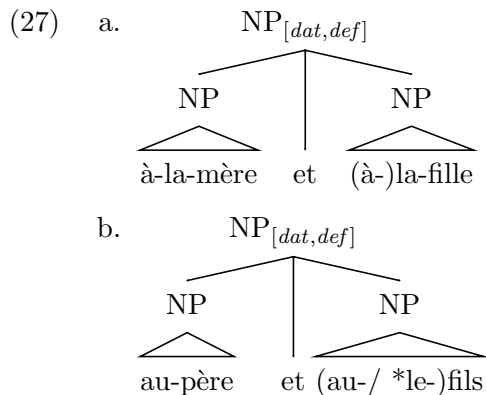 (27) a. NP[dat,def]
NP NP
à-la-mère et (à-)la-fille
b. NP[dat,def]
NP NP
au-père et (au-/ *le-)fils